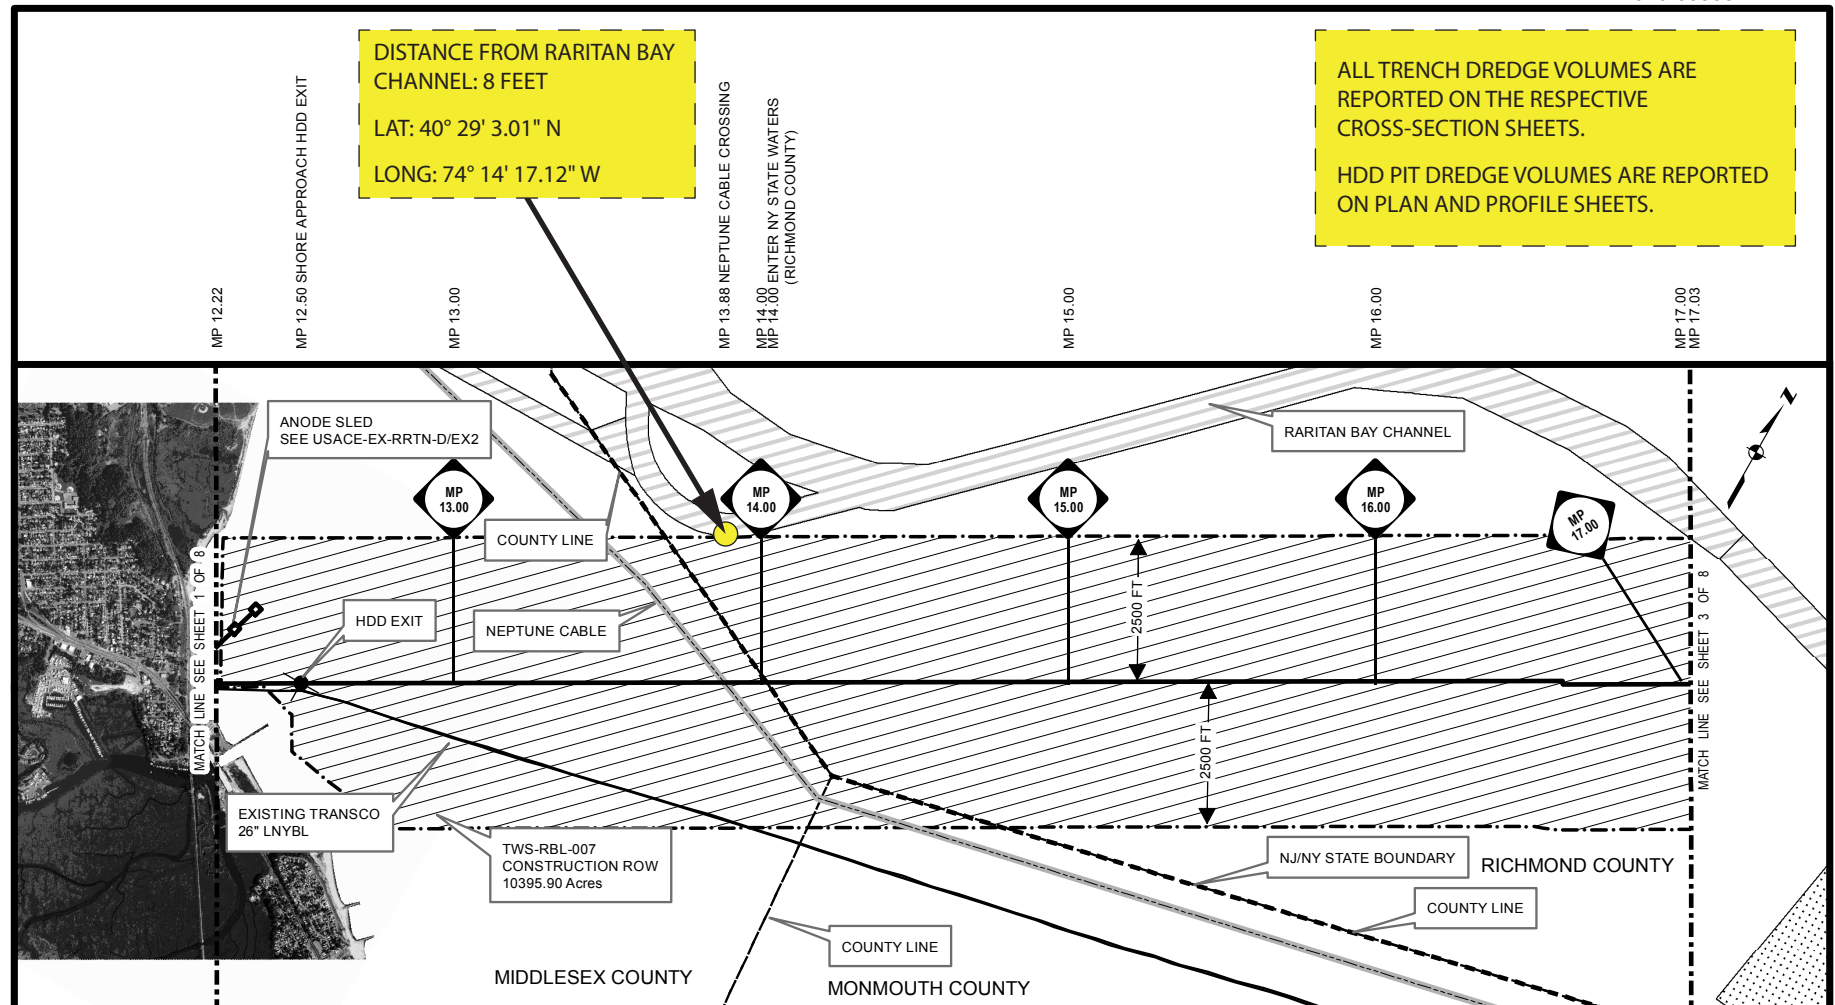 DISTANCE FROM RARITAN BAY
CHANNEL: 8 FEET
LAT: 40° 29' 3.01" N
LONG: 74° 14' 17.12" W
ALL TRENCH DREDGE VOLUMES ARE
REPORTED ON THE RESPECTIVE
CROSS-SECTION SHEETS.
HDD PIT DREDGE VOLUMES ARE REPORTED
ON PLAN AND PROFILE SHEETS.
MP 12.22
MP 12.50 SHORE APPROACH HDD EXIT
MP 13.00
MP 13.88 NEPTUNE CABLE CROSSING
MP 14.00
MP 14.00 ENTER NY STATE WATERS
(RICHMOND COUNTY)
MP 15.00
MP 16.00
MP 17.00
MP 17.03
ANODE SLED
SEE USACE-EX-RRTN-D/EX2
RARITAN BAY CHANNEL
N
MP
13.00
MP
14.00
MP
15.00
MP
16.00
MP
17.00
COUNTY LINE
HDD EXIT
NEPTUNE CABLE
2500 FT
2500 FT
MATCH LINE SEE SHEET 1 OF 8
MATCH LINE SEE SHEET 3 OF 8
EXISTING TRANSCO
26" LNYBL
TWS-RBL-007
CONSTRUCTION ROW
10395.90 Acres
NJ/NY STATE BOUNDARY
RICHMOND COUNTY
COUNTY LINE
COUNTY LINE
MIDDLESEX COUNTY
MONMOUTH COUNTY